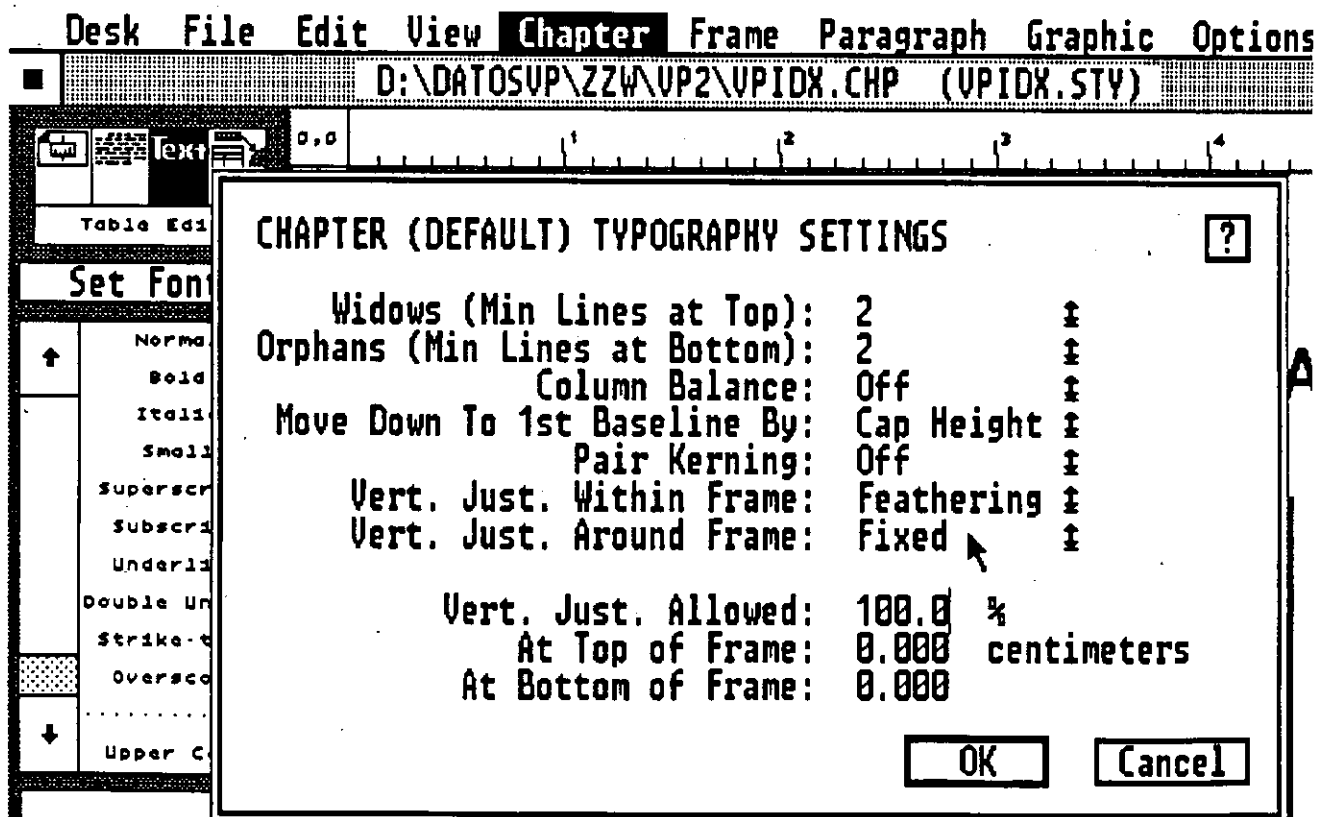 Desk File Edit View Chapter Frame Paragraph Graphic Options
D:\DATOSVP\ZZW\VP2\VPIDX.CHP (VPIDX.STY)
Text
0,0 1 2 3 4
Table Edi
CHAPTER (DEFAULT) TYPOGRAPHY SETTINGS ?
Set Font
Widows (Min Lines at Top): 2
Norma
Orphans (Min Lines at Bottom): 2
Bold
Column Balance: Off
Itali
Move Down To 1st Baseline By: Cap Height
Small
Pair Kerning: Off
Superscr
Vert. Just. Within Frame: Feathering
Subscri
Vert. Just. Around Frame: Fixed
Underli
Double Un
Vert. Just. Allowed: 100.0 %
Strike-t
At Top of Frame: 0.000 centimeters
Oversco
At Bottom of Frame: 0.000
Upper C
OK Cancel